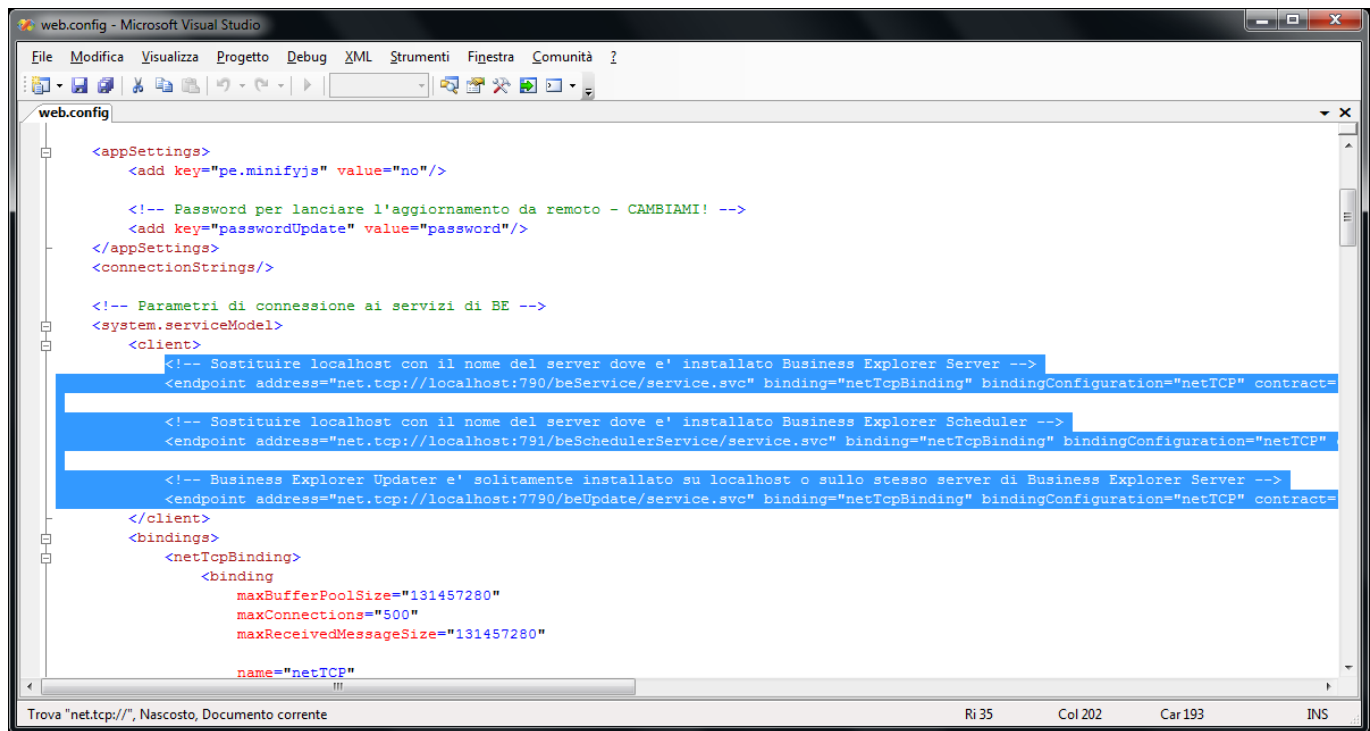 web.config - Microsoft Visual Studio
File Modifica Visualizza Progetto Debug XML Strumenti Finestra Comunità ?
web.config
<appSettings>
<add key="pe.minifyjs" value="no"/>
<!-- Password per lanciare l'aggiornamento da remoto - CAMBIAMI! -->
<add key="passwordUpdate" value="password"/>
</appSettings>
<connectionStrings/>
<!-- Parametri di connessione ai servizi di BE -->
<system.serviceModel>
<client>
<!-- Sostituire localhost con il nome del server dove e' installato Business Explorer Server -->
<endpoint address="net.tcp://localhost:790/beService/service.svc" binding="netTcpBinding" bindingConfiguration="netTCP" contract=
<!-- Sostituire localhost con il nome del server dove e' installato Business Explorer Scheduler -->
<endpoint address="net.tcp://localhost:791/beSchedulerService/service.svc" binding="netTcpBinding" bindingConfiguration="netTCP"
<!-- Business Explorer Updater e' solitamente installato su localhost o sullo stesso server di Business Explorer Server -->
<endpoint address="net.tcp://localhost:7790/beUpdate/service.svc" binding="netTcpBinding" bindingConfiguration="netTCP" contract=
</client>
<bindings>
<netTcpBinding>
<binding
maxBufferPoolSize="131457280"
maxConnections="500"
maxReceivedMessageSize="131457280"
name="netTCP"
Trova "net.tcp://", Nascosto, Documento corrente Ri 35 Col 202 Car 193 INS